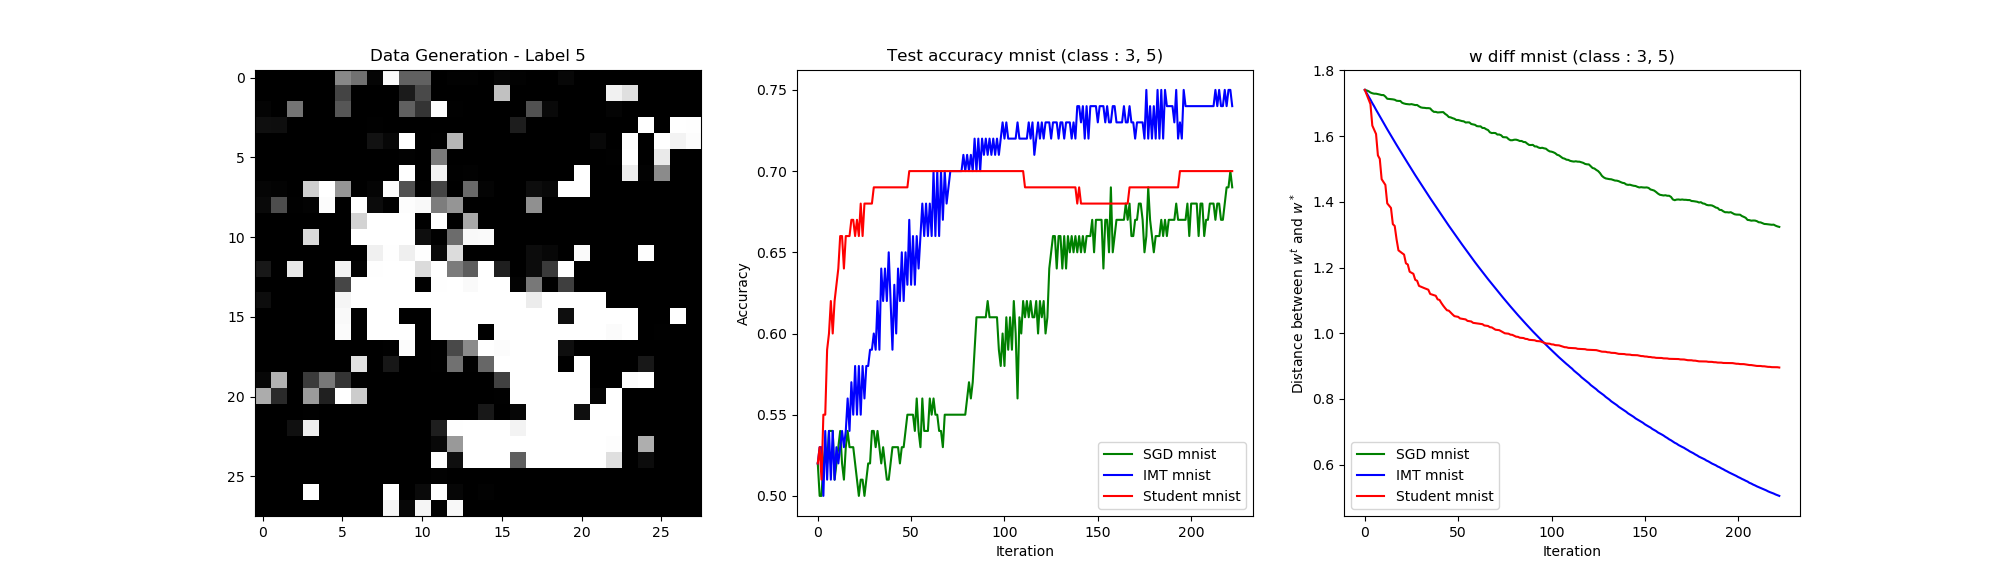 Data Generation - Label 5
0
5
10
15
20
25
0
5
10
15
20
25
Test accuracy mnist (class : 3, 5)
Accuracy
0.75
0.70
0.65
0.60
0.55
0.50
SGD mnist
IMT mnist
Student mnist
0
50
100
150
200
Iteration
w diff mnist (class : 3, 5)
Distance between w^t and w^*
1.8
1.6
1.4
1.2
1.0
0.8
0.6
SGD mnist
IMT mnist
Student mnist
0
50
100
150
200
Iteration